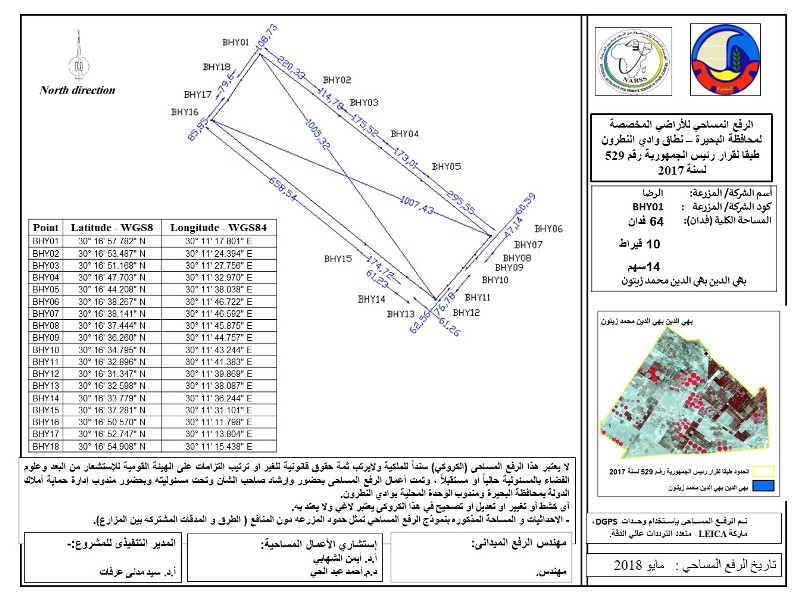 North direction
BHY01
108,73
BHY18
79,6
220,33
BHY02
BHY17
114,78
BHY03
BHY16
175,52
BHY04
85,85
1005,32
173,01
BHY05
658,54
1007,43
295,55
60,59
47,14
BHY06
BHY07
BHY08
BHY09
BHY10
BHY15
174,72
61,23
BHY14
BHY11
76,78
BHY12
BHY13
62,56
61,26
Point Latitude - WGS8 Longitude - WGS84
BHY01 30° 16' 57.782" N 30° 11' 17.801" E
BHY02 30° 16' 53.487" N 30° 11' 24.394" E
BHY03 30° 16' 51.168" N 30° 11' 27.756" E
BHY04 30° 16' 47.703" N 30° 11' 32.970" E
BHY05 30° 16' 44.208" N 30° 11' 38.038" E
BHY06 30° 16' 38.267" N 30° 11' 46.722" E
BHY07 30° 16' 38.141" N 30° 11' 46.592" E
BHY08 30° 16' 37.444" N 30° 11' 45.875" E
BHY09 30° 16' 36.260" N 30° 11' 44.757" E
BHY10 30° 16' 34.795" N 30° 11' 43.244" E
BHY11 30° 16' 32.896" N 30° 11' 41.383" E
BHY12 30° 16' 31.347" N 30° 11' 39.869" E
BHY13 30° 16' 32.598" N 30° 11' 38.087" E
BHY14 30° 16' 33.779" N 30° 11' 36.244" E
BHY15 30° 16' 37.281" N 30° 11' 31.101" E
BHY16 30° 16' 50.570" N 30° 11' 11.798" E
BHY17 30° 16' 52.747" N 30° 11' 13.804" E
BHY18 30° 16' 54.908" N 30° 11' 15.438" E
NARSS
الرفع المساحي للأراضي المخصصة
لمحافظة البحيرة – نطاق وادي النطرون
طبقا لقرار رئيس الجمهورية رقم 529
لسنة 2017
أسم الشركة/ المزرعة: الرضا
كود الشركة/ المزرعة : BHY01
المساحة الكلية (فدان): 64 فدان
10 قيراط
14سهم
بهي الدين بهي الدين محمد زيتون
بهي الدين بهي الدين محمد زيتون
الحدود طبقا لقرار رئيس الجمهورية رقم 529 لسنة 2017
بهي الدين بهي الدين محمد زيتون
تم الرفع المساحى بأستخدام وحدات DGPS،
ماركة LEICA – متعدد الترددات عالي الدقة.
تاريخ الرفع المساحي : مايو 2018
لا يعتبر هذا الرفع المساحى (الكروكي) سنداً للملكية ولايرتب ثمة حقوق قانونية للغير او ترتيب التزامات على الهيئة القومية للإستشعار من البعد وعلوم
الفضاء بالمسئولية حالياً أو مستقبلاً ، وتمت أعمال الرفع المساحى بحضور وإرشاد صاحب الشأن وتحت مسئوليته وبحضور مندوب إدارة حماية أملاك
الدولة بمحافظة البحيرة ومندوب الوحدة المحلية بوادي النطرون.
أى كشط أو تغيير او تعديل او تصحيح في هذا الكروكى يعتبر لاغي ولا يعتد به.
- الاحداثيات و المساحة المذكوره بنموذج الرفع المساحي تمثل حدود المزرعه دون المنافع ( الطرق و المدقات المشتركه بين المزارع).
مهندس الرفع الميدانى:
مهندس.
إستشاري الأعمال المساحية:
أ.د. أيمن الشهابي
د.م.أحمد عبد الحي
المدير التنفيذى للمشروع:-
أ.د. سيد مدنى عرفات